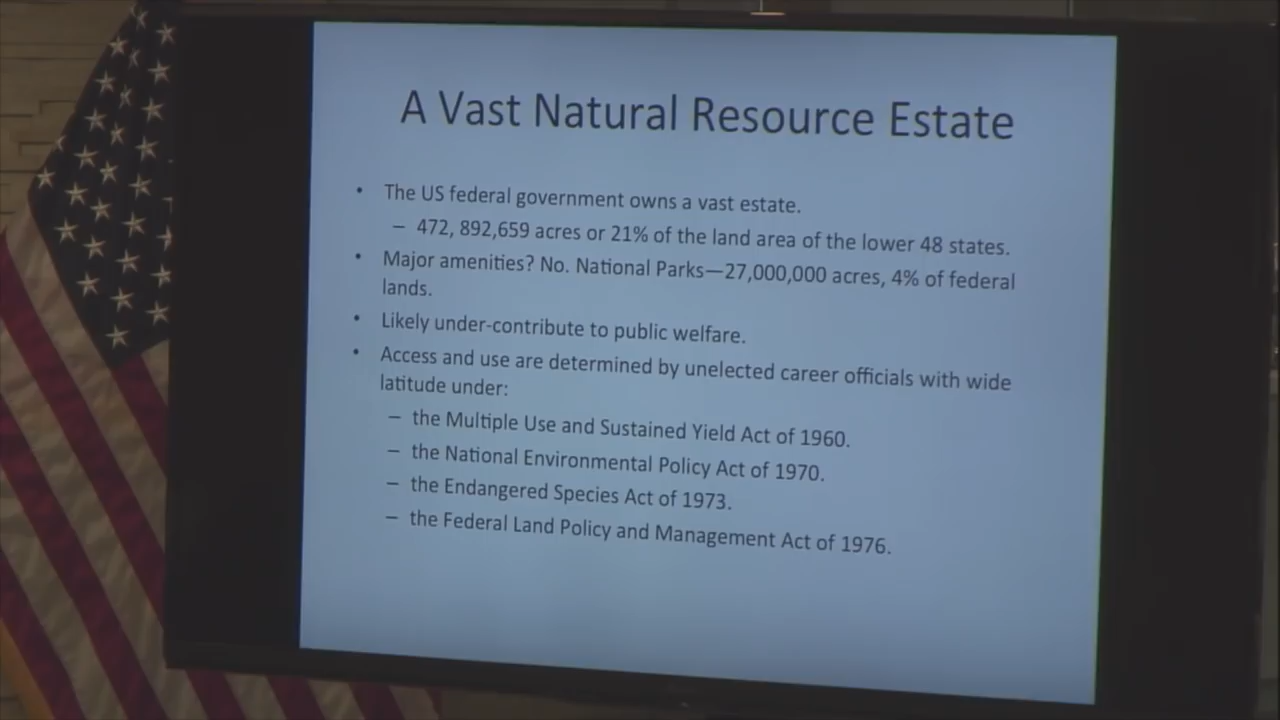 A Vast Natural Resource Estate
• The US federal government owns a vast estate.
– 472, 892,659 acres or 21% of the land area of the lower 48 states.
• Major amenities? No. National Parks—27,000,000 acres, 4% of federal
lands.
• Likely under-contribute to public welfare.
• Access and use are determined by unelected career officials with wide
latitude under:
– the Multiple Use and Sustained Yield Act of 1960.
– the National Environmental Policy Act of 1970.
– the Endangered Species Act of 1973.
– the Federal Land Policy and Management Act of 1976.